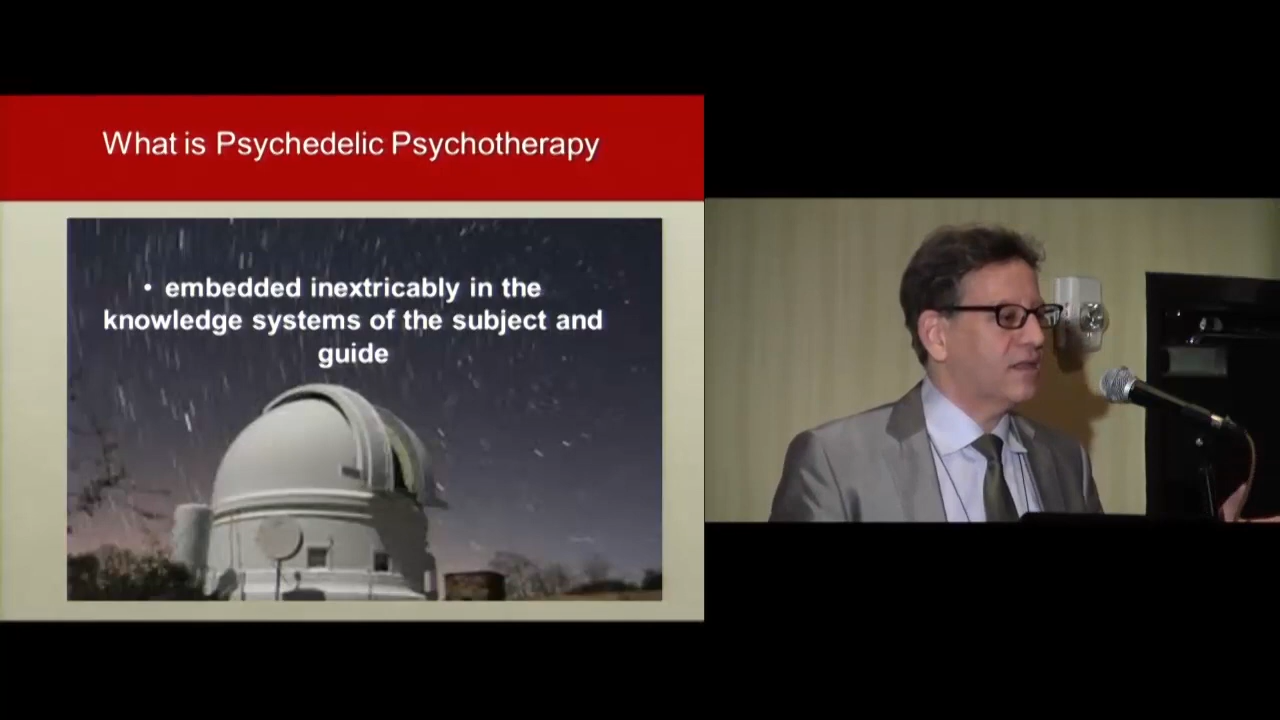 What is Psychedelic Psychotherapy
• embedded inextricably in the
knowledge systems of the subject and
guide